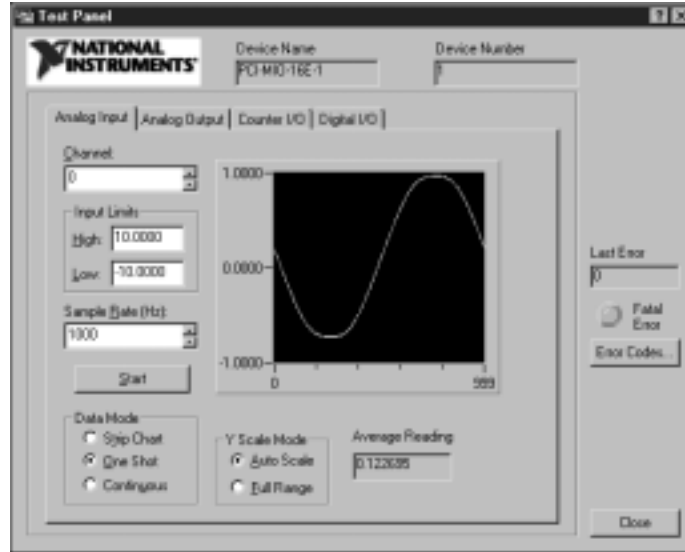 Test Panel
NATIONAL INSTRUMENTS
Device Name
PCI-MIO-16E-1
Device Number
1
Analog Input
Analog Output
Counter I/O
Digital I/O
Channel:
0
Input Limits
High: 10.0000
Low: -10.0000
Sample Rate (Hz):
1000
Start
1.0000
0.0000
-1.0000
0
999
Data Mode
Strip Chart
One Shot
Continuous
Y Scale Mode
Auto Scale
Full Range
Average Reading:
0.122695
Last Error
0
Fatal Error
Error Codes...
Close